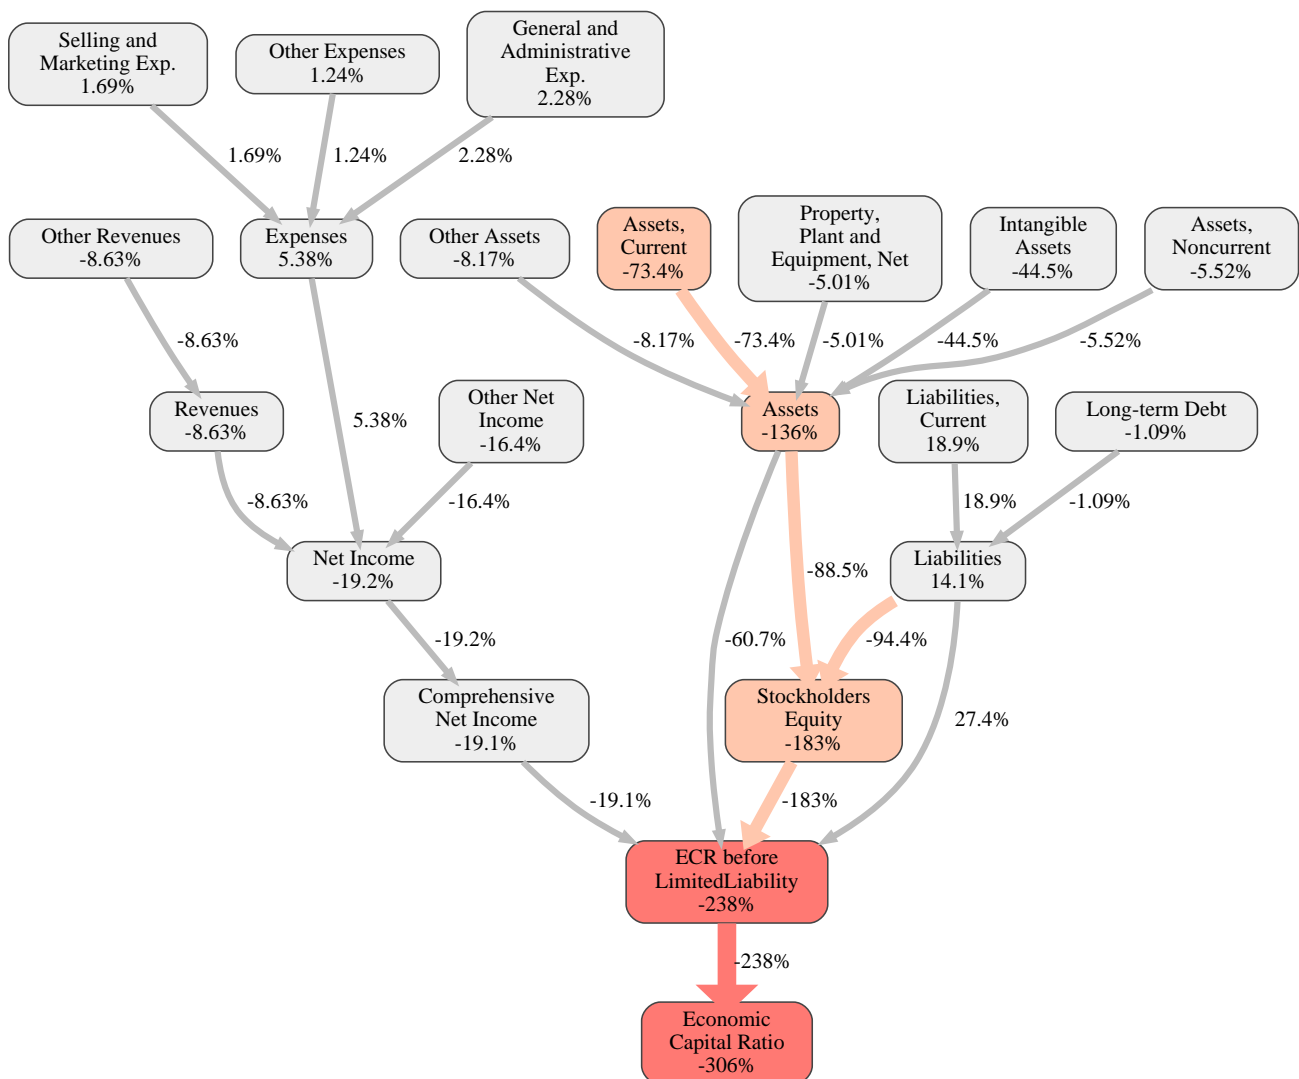 Selling and
Marketing Exp.
1.69%
Other Expenses
1.24%
General and
Administrative
Exp.
2.28%
1.69%
1.24%
2.28%
Other Revenues
-8.63%
Expenses
5.38%
Other Assets
-8.17%
Assets,
Current
-73.4%
Property,
Plant and
Equipment, Net
-5.01%
Intangible
Assets
-44.5%
Assets,
Noncurrent
-5.52%
-8.63%
-8.17%
-73.4%
-5.01%
-44.5%
-5.52%
Revenues
-8.63%
5.38%
Other Net
Income
-16.4%
Assets
-136%
Liabilities,
Current
18.9%
Long-term Debt
-1.09%
-8.63%
-16.4%
18.9%
-1.09%
Net Income
-19.2%
-88.5%
Liabilities
14.1%
-19.2%
-60.7%
-94.4%
Comprehensive
Net Income
-19.1%
Stockholders
Equity
-183%
27.4%
-19.1%
-183%
ECR before
LimitedLiability
-238%
-238%
Economic
Capital Ratio
-306%